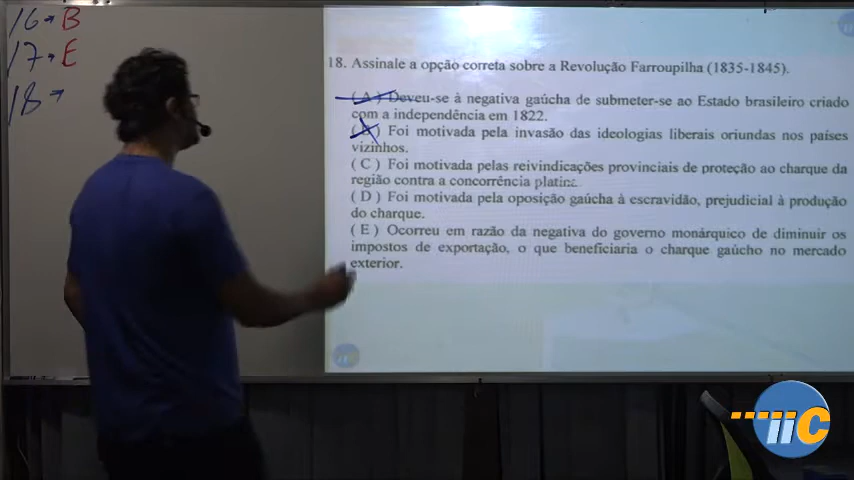 16→B
17→E
18→
18. Assinale a opção correta sobre a Revolução Farroupilha (1835-1845).
( A ) Deveu-se à negativa gaúcha de submeter-se ao Estado brasileiro criado
com a independência em 1822.
( B ) Foi motivada pela invasão das ideologias liberais oriundas nos países
vizinhos.
( C ) Foi motivada pelas reivindicações provinciais de proteção ao charque da
região contra a concorrência platina.
( D ) Foi motivada pela oposição gaúcha à escravidão, prejudicial à produção
do charque.
( E ) Ocorreu em razão da negativa do governo monárquico de diminuir os
impostos de exportação, o que beneficiaria o charque gaúcho no mercado
exterior.
iiC